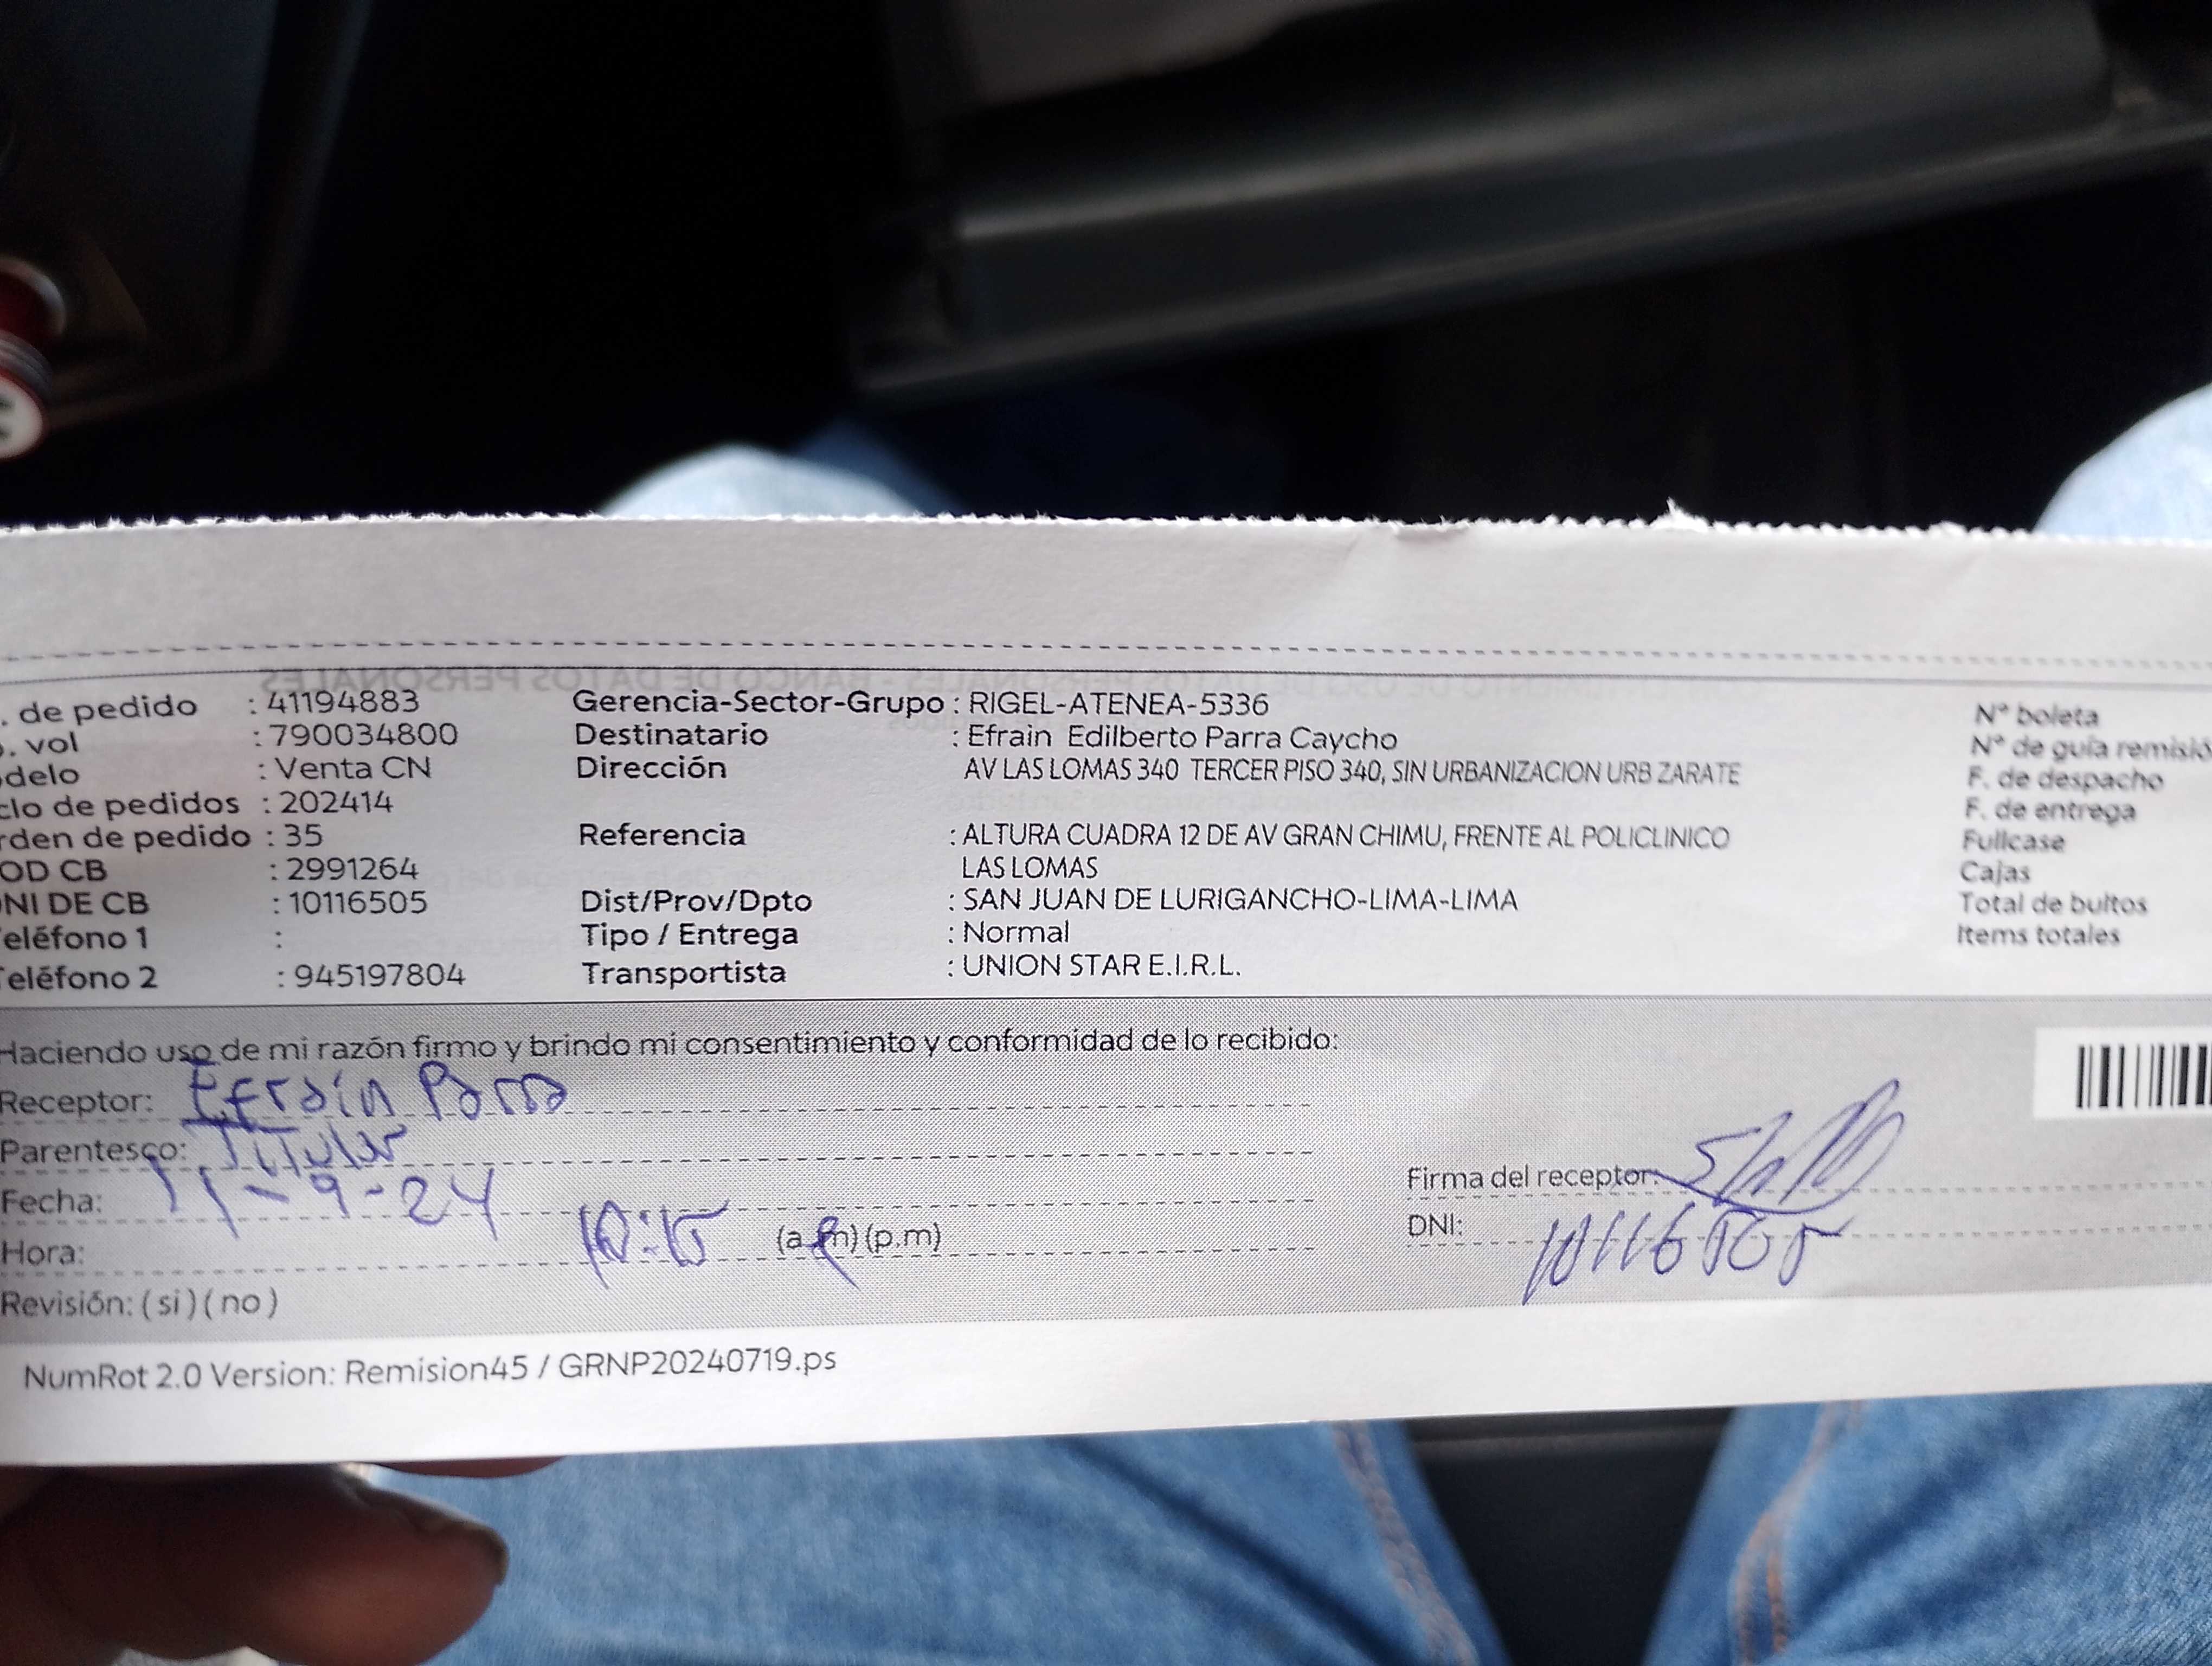 . de pedido : 41194883 Gerencia-Sector-Grupo : RIGEL-ATENEA-5336 N° boleta
. vol : 790034800 Destinatario : Efrain Edilberto Parra Caycho N° de guía remisió
delo : Venta CN Dirección AV LAS LOMAS 340 TERCER PISO 340, SIN URBANIZACION URB ZARATE F. de despacho
clo de pedidos : 202414 F. de entrega
rden de pedido : 35 Referencia : ALTURA CUADRA 12 DE AV GRAN CHIMU, FRENTE AL POLICLINICO Fullcase
OD CB : 2991264 LAS LOMAS Cajas
NI DE CB : 10116505 Dist/Prov/Dpto : SAN JUAN DE LURIGANCHO-LIMA-LIMA Total de bultos
eléfono 1 : Tipo / Entrega : Normal Items totales
eléfono 2 : 945197804 Transportista : UNION STAR E.I.R.L.
Haciendo uso de mi razón firmo y brindo mi consentimiento y conformidad de lo recibido:
Receptor: Efraín Parra
Parentesco: Titular
Fecha: 11-9-24 Firma del receptor:
Hora: 10:15 (a.m)(p.m) DNI: 10116505
Revisión: ( si ) ( no )
NumRot 2.0 Version: Remision45 / GRNP20240719.ps